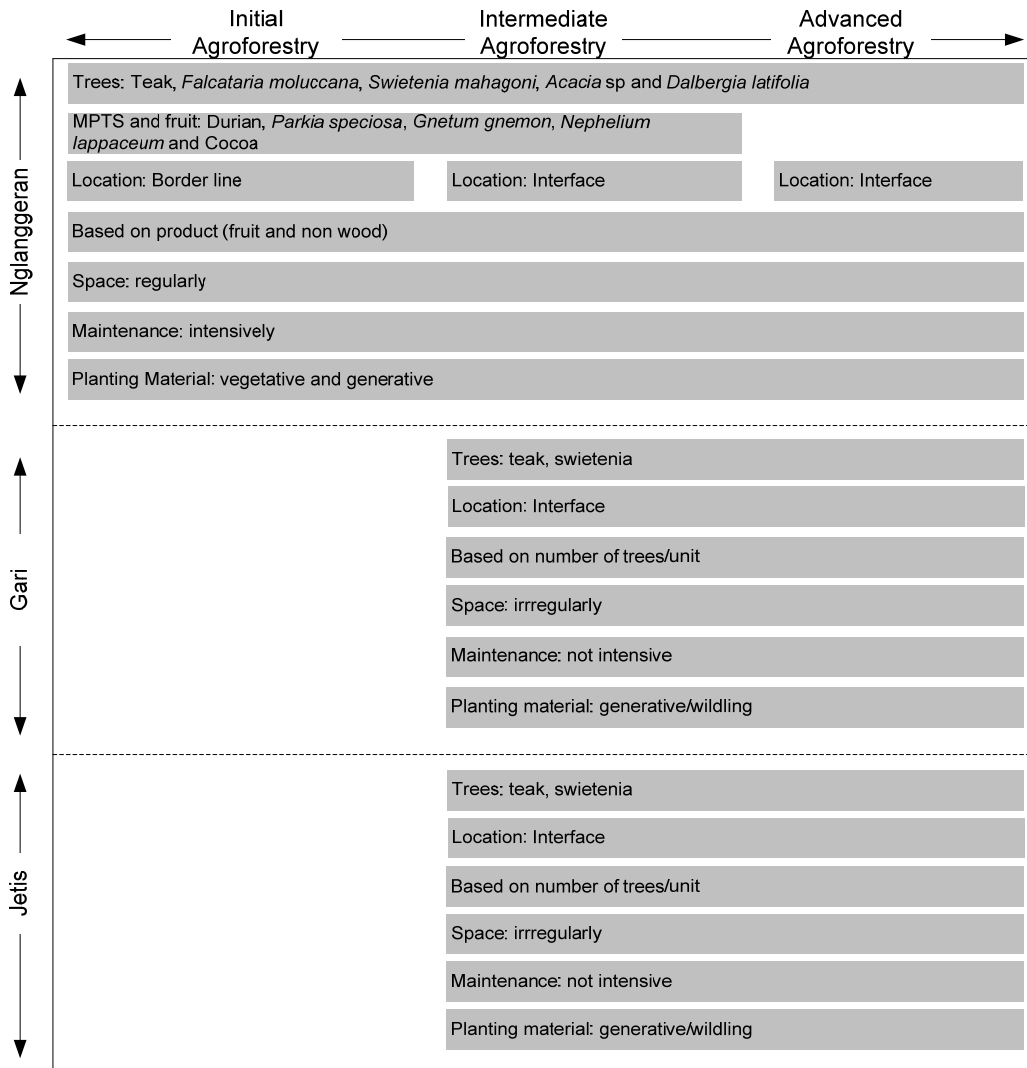 Initial
Agroforestry
Intermediate
Agroforestry
Advanced
Agroforestry
Nglanggeran
Trees: Teak, Falcataria moluccana, Swietenia mahagoni, Acacia sp and Dalbergia latifolia
MPTS and fruit: Durian, Parkia speciosa, Gnetum gnemon, Nephelium
lappaceum and Cocoa
Location: Border line
Location: Interface
Location: Interface
Based on product (fruit and non wood)
Space: regularly
Maintenance: intensively
Planting Material: vegetative and generative
Gari
Trees: teak, swietenia
Location: Interface
Based on number of trees/unit
Space: irrregularly
Maintenance: not intensive
Planting material: generative/wildling
Jetis
Trees: teak, swietenia
Location: Interface
Based on number of trees/unit
Space: irrregularly
Maintenance: not intensive
Planting material: generative/wildling